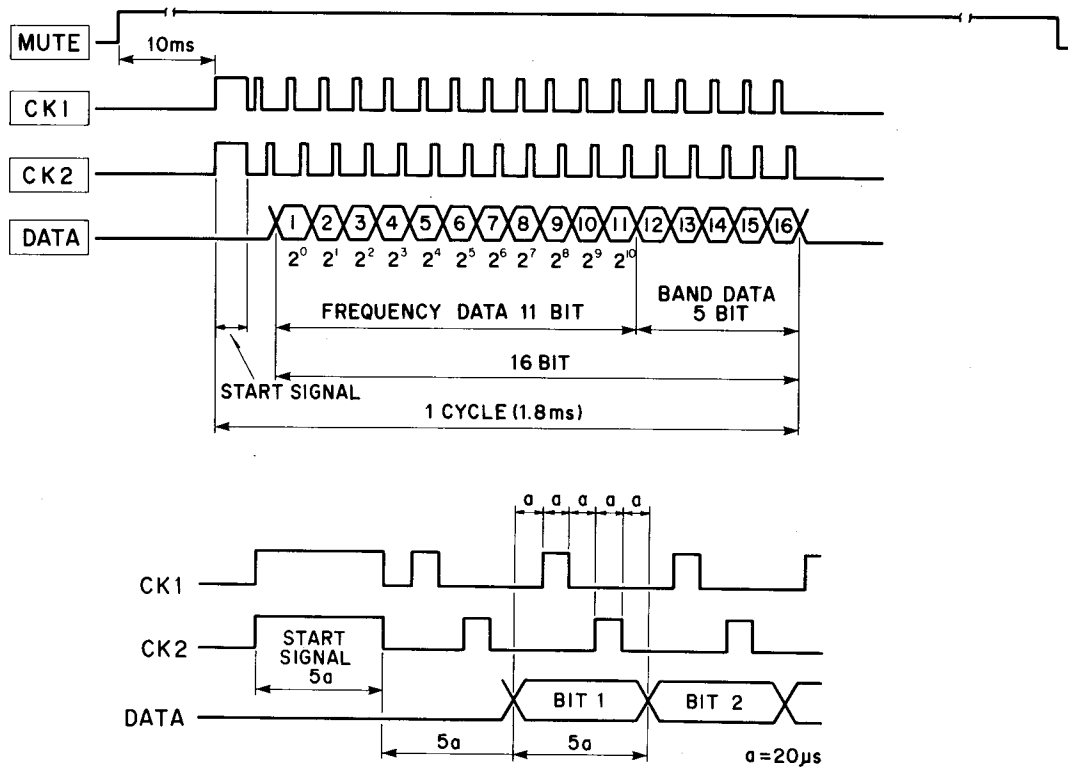 MUTE
10ms
CK1
CK2
DATA
1 2 3 4 5 6 7 8 9 10 11 12 13 14 15 16
2⁰ 2¹ 2² 2³ 2⁴ 2⁵ 2⁶ 2⁷ 2⁸ 2⁹ 2¹⁰
FREQUENCY DATA 11 BIT
BAND DATA
5 BIT
16 BIT
START SIGNAL
1 CYCLE (1.8ms)
a a a a a
CK1
CK2
START
SIGNAL
5a
DATA
BIT 1
BIT 2
5a
5a
a=20µs